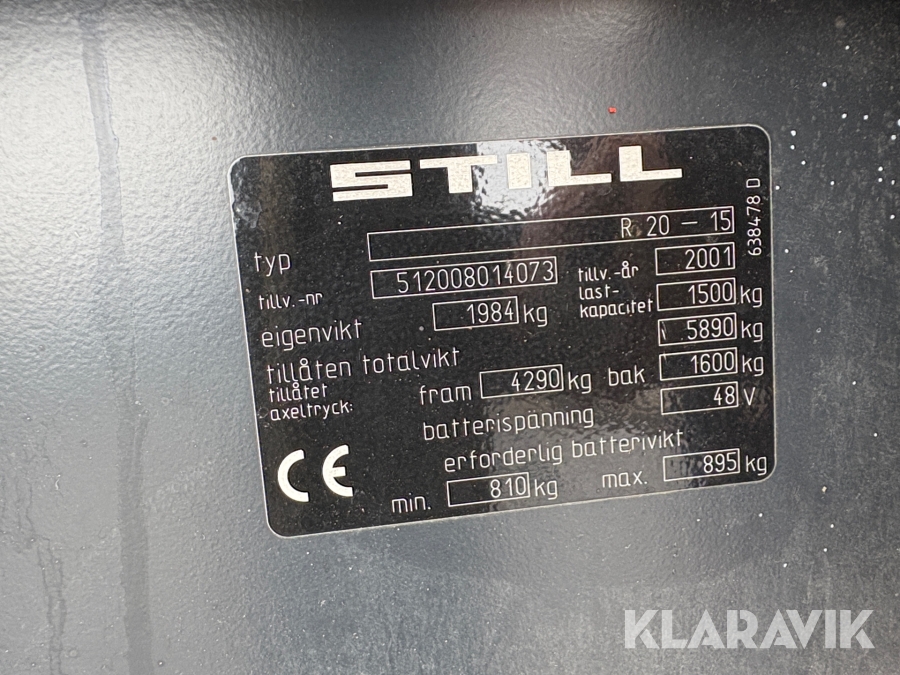 STILL
638478 D
typ R 20 - 15
tillv.-nr 512008014073 tillv.-år 2001
eigenvikt 1984 kg last-kapacitet 1500 kg
tillåten totalvikt 5890 kg
tillåtet axeltryck: fram 4290 kg bak 1600 kg
batterispänning 48 V
erforderlig batterivikt
CE min. 810 kg max. 895 kg
KLARAVIK